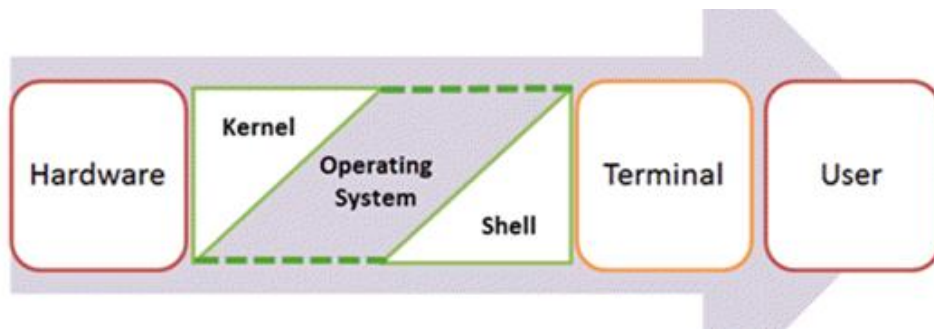 Hardware
Kernel
Operating
System
Shell
Terminal
User